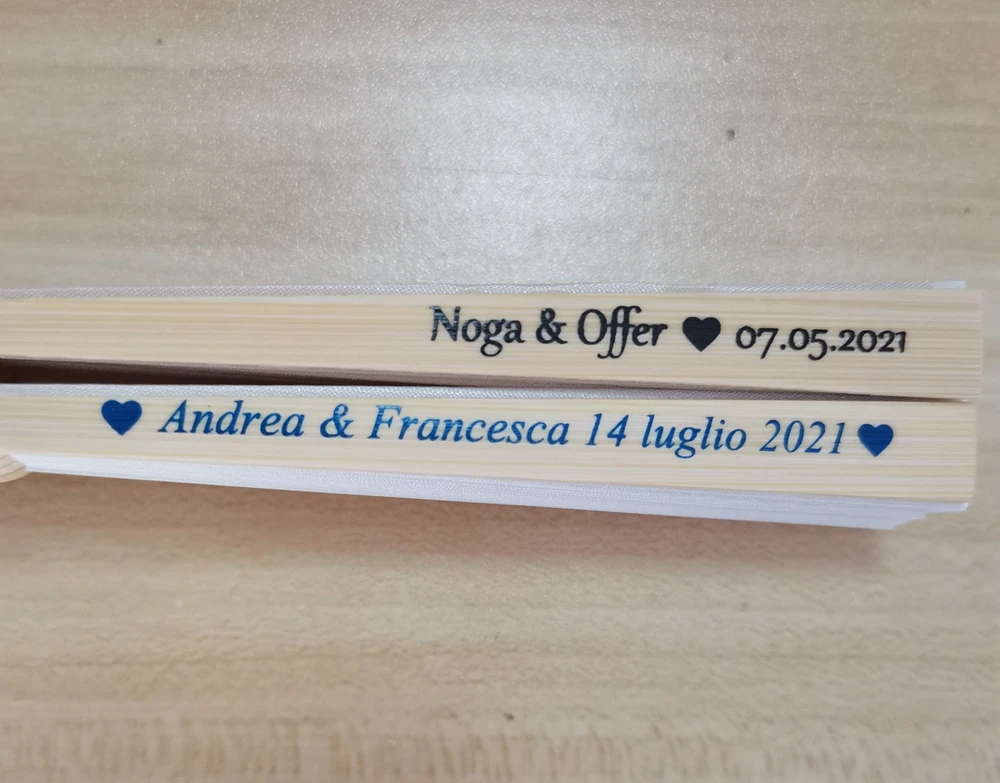 Noga & Offer ♥ 07.05.2021
♥ Andrea & Francesca 14 luglio 2021 ♥